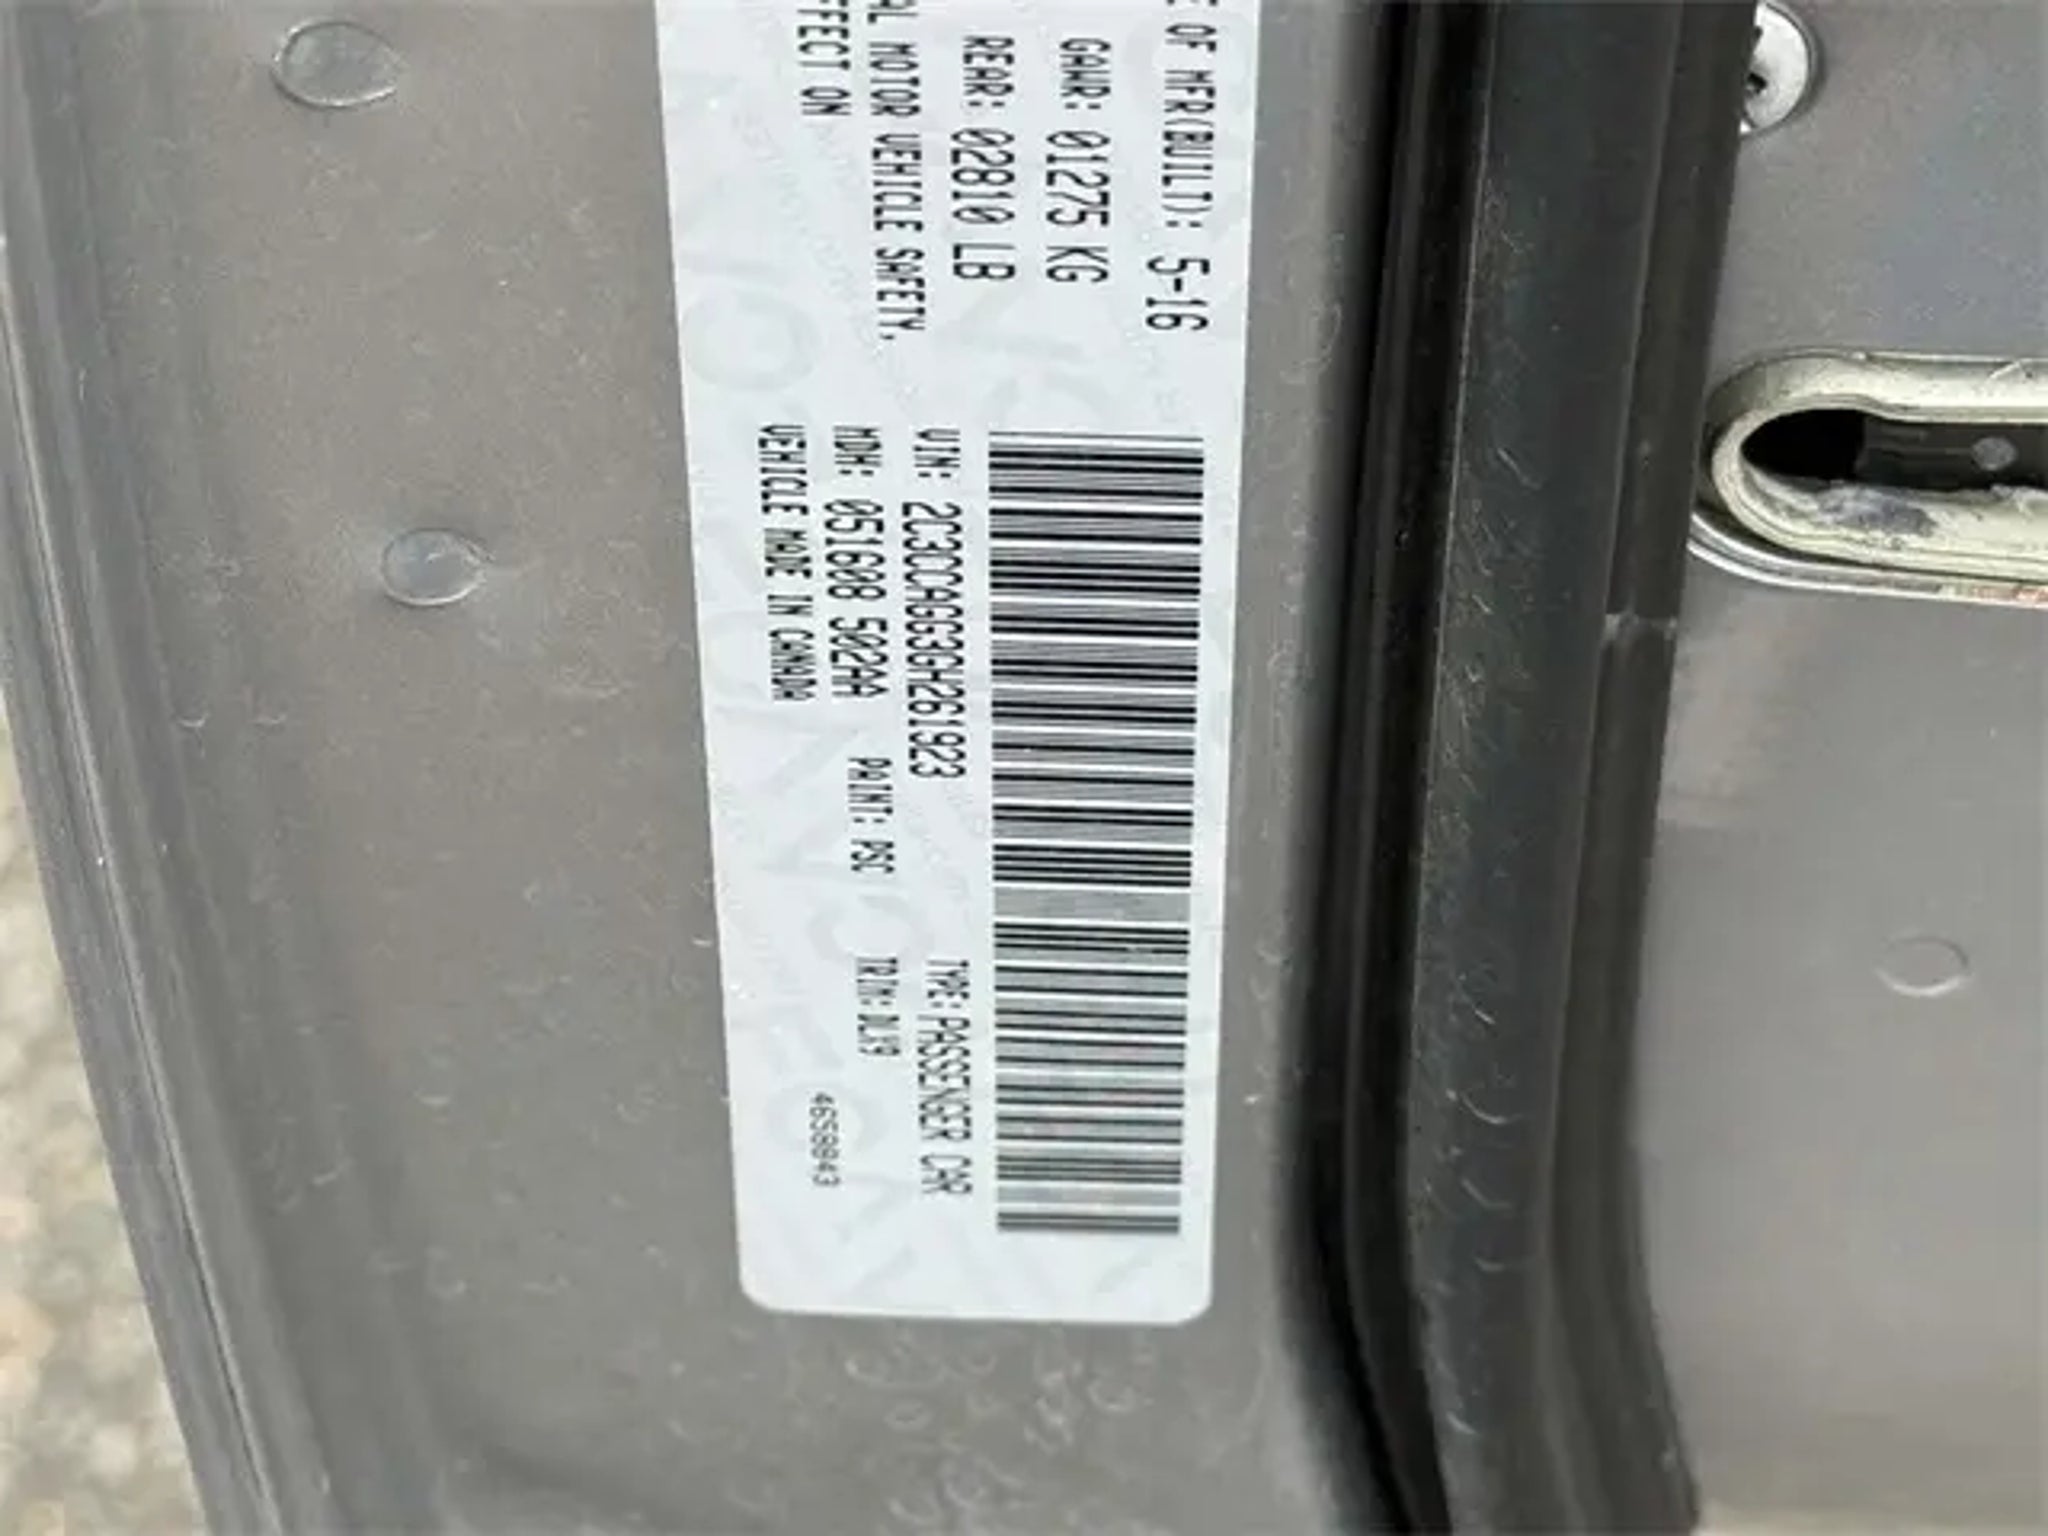 E OF MFR(BUILT): 5-16
GAWR: 01275 KG
REAR: 02810 LB
AL MOTOR VEHICLE SAFETY,
FFECT ON
VIN: 2C3CCAGG3GH261923 TYPE: PASSENGER CAR
MDH: 051608 502AA PAINT: PSC TRIM: DLX9
VEHICLE MADE IN CANADA 4658843